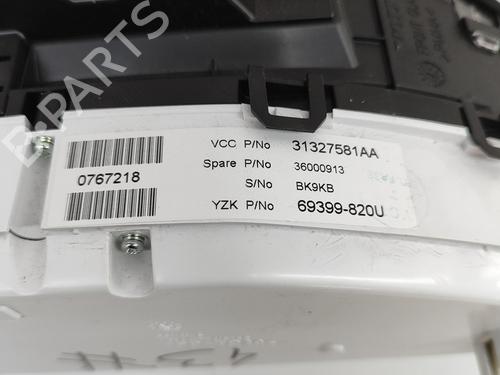 B-PARTS
VCC P/No 31327581AA
Spare P/No 36000913
S/No BK9KB
YZK P/No 69399-820U
0767218